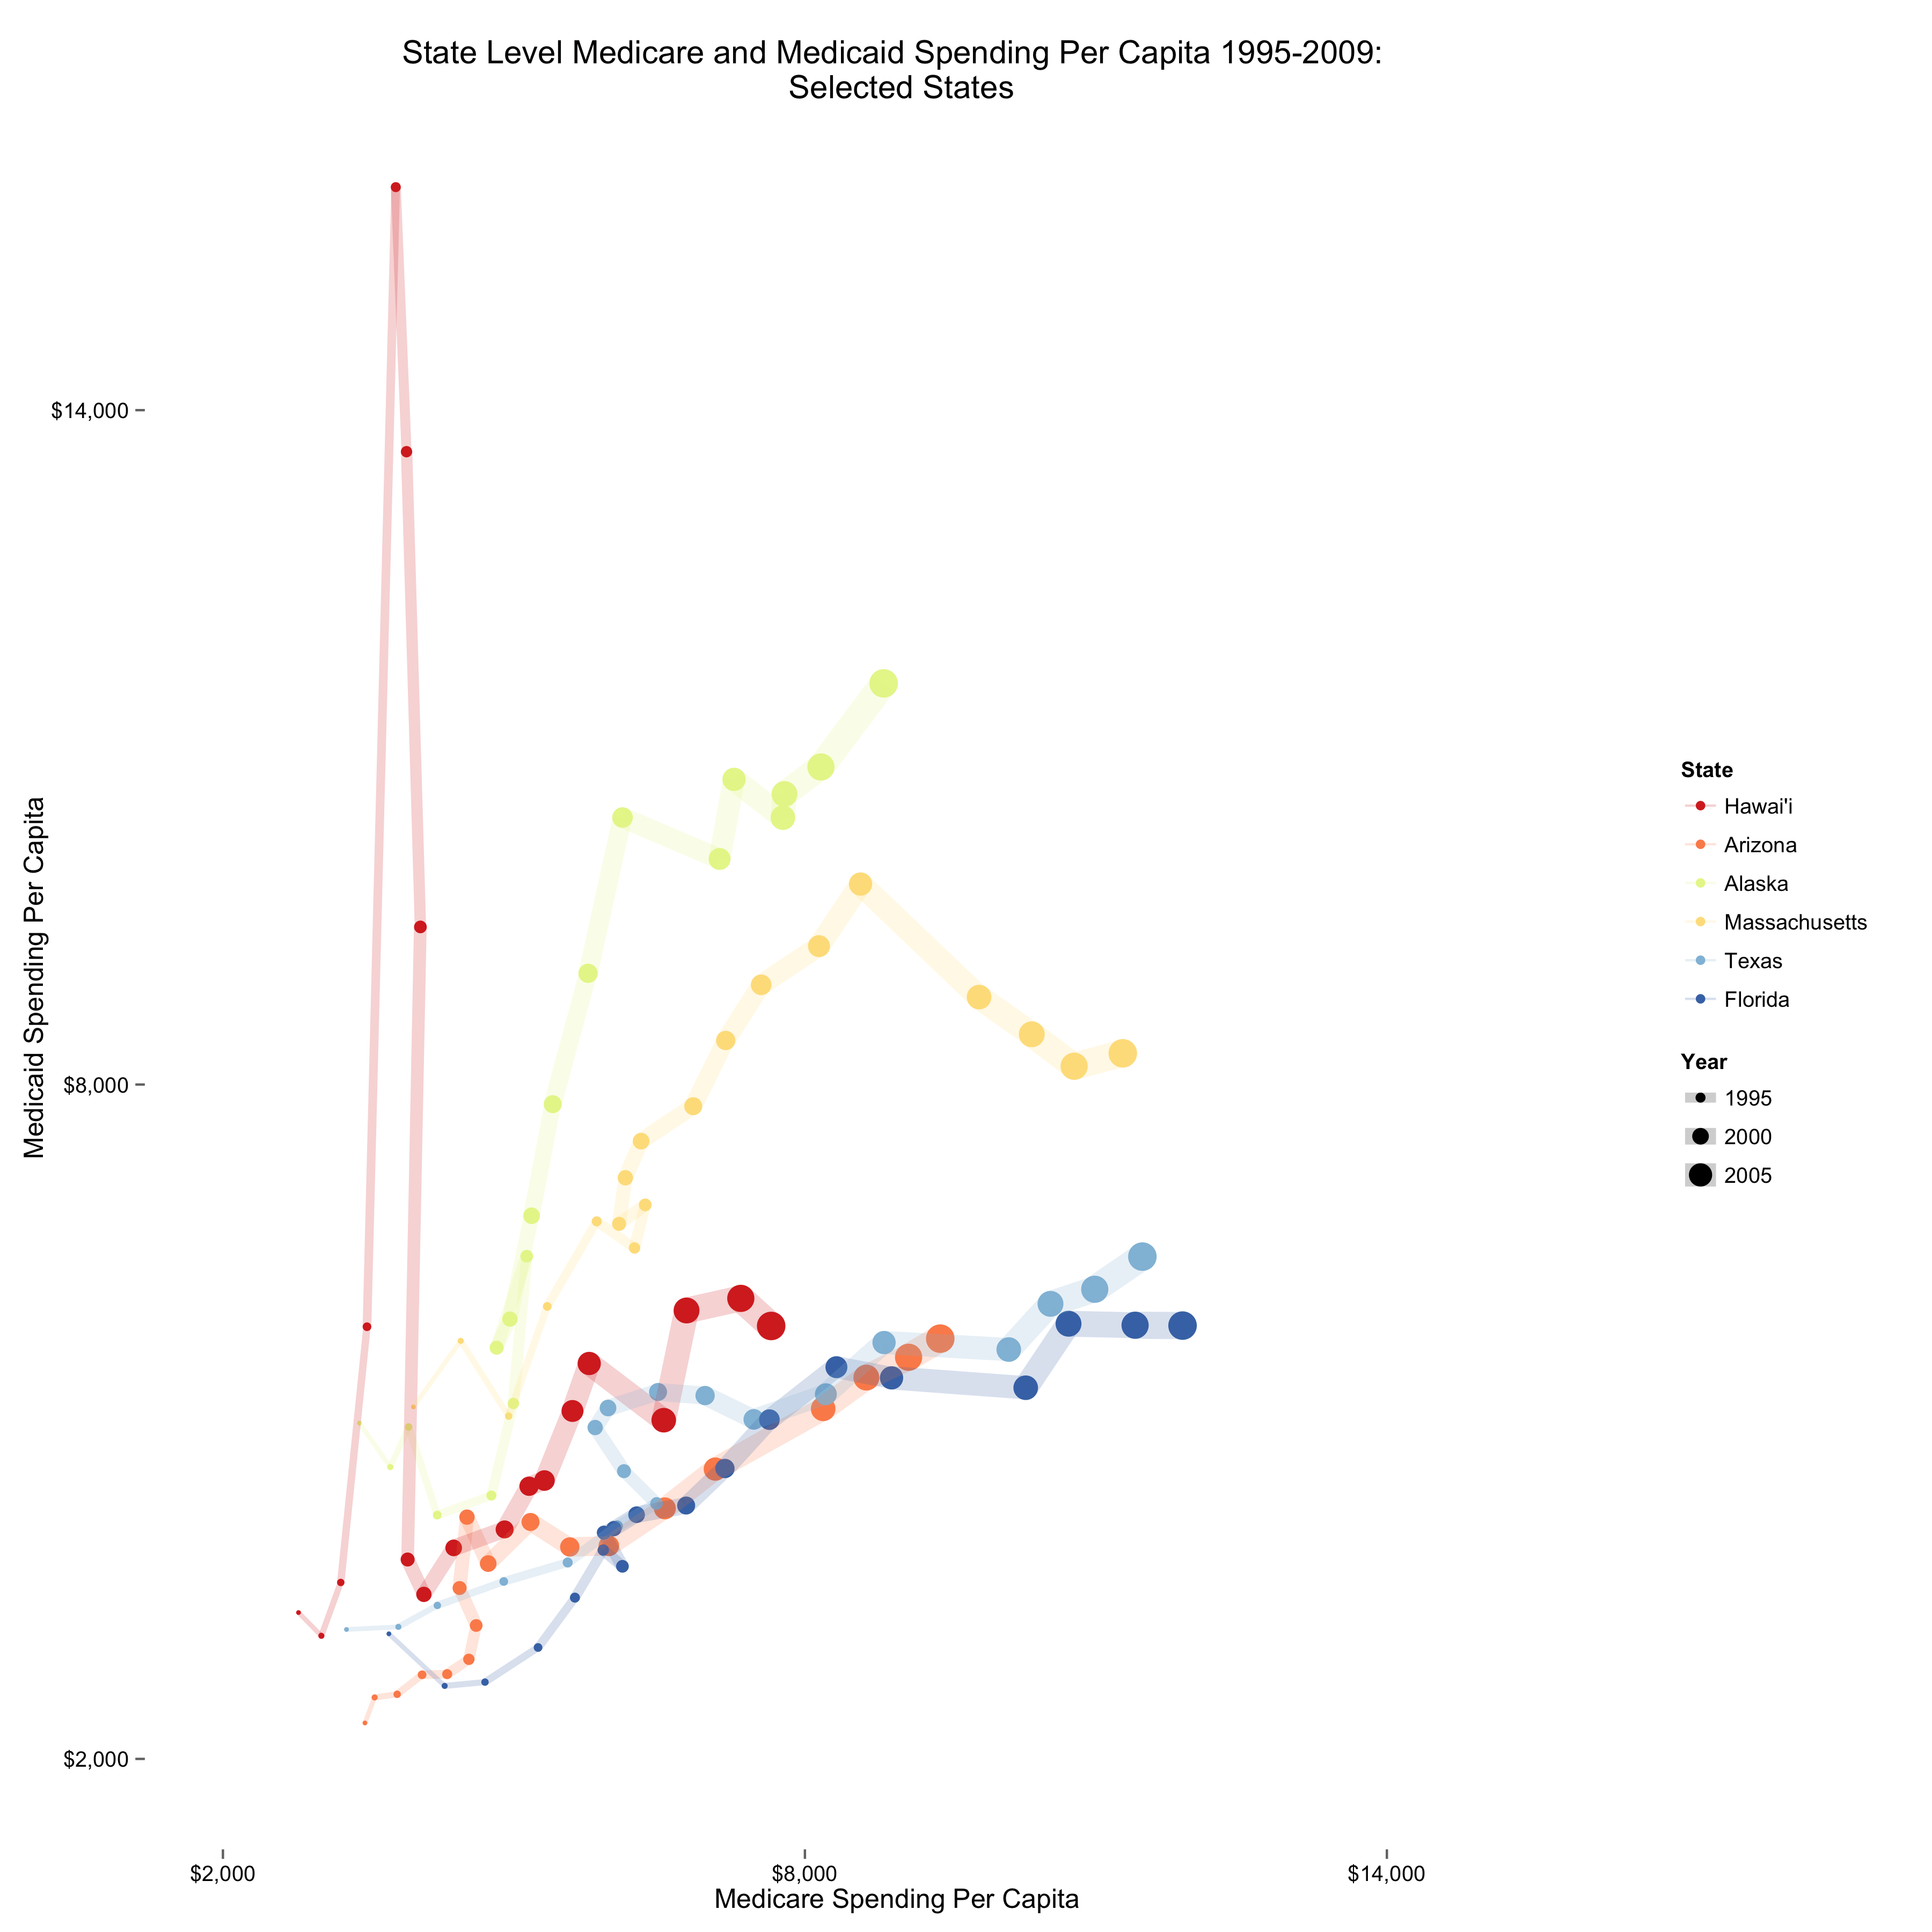 State Level Medicare and Medicaid Spending Per Capita 1995-2009:
Selected States
Medicaid Spending Per Capita
$14,000
$8,000
$2,000
$2,000
$8,000
$14,000
Medicare Spending Per Capita
State
Hawai'i
Arizona
Alaska
Massachusetts
Texas
Florida
Year
1995
2000
2005